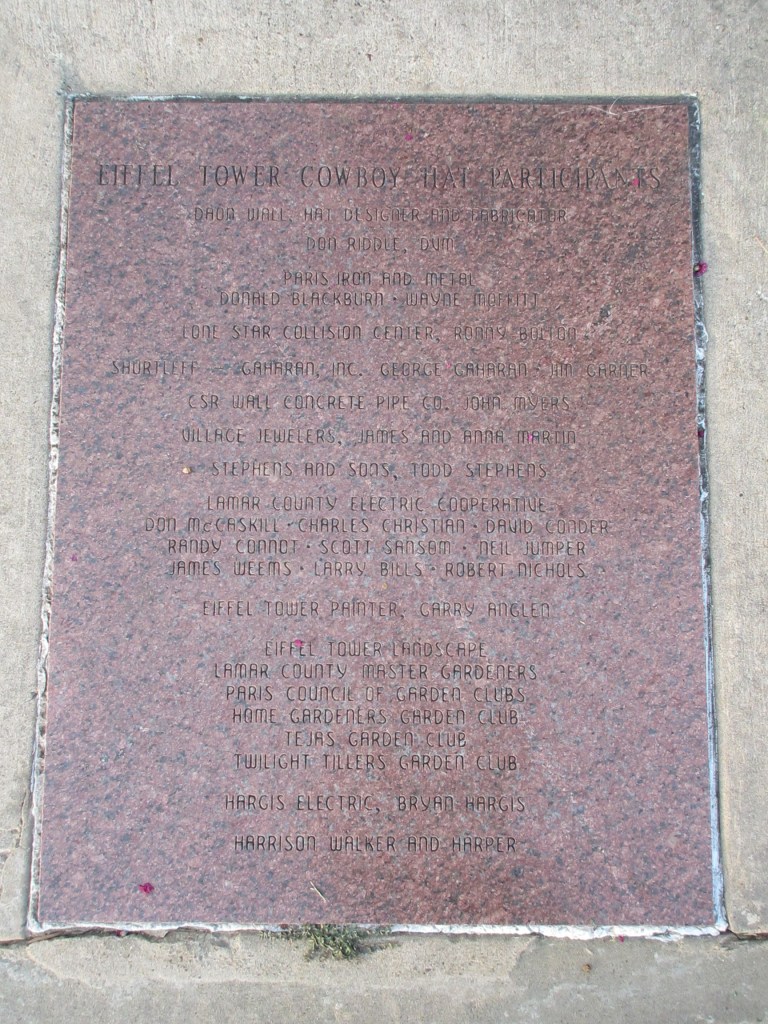 EIFFEL TOWER COWBOY HAT PARTICIPANTS
DADN WALL, HAT DESIGNER AND FABRICATOR
DON RIDDLE, DVM
PARIS IRON AND METAL
DONALD BLACKBURN · WAYNE MOFFITT
LONE STAR COLLISION CENTER, RONNY BOLTON
SHURTLEFF - GAHARAN, INC. GEORGE GAHARAN · JIM GARNER
CSR WALL CONCRETE PIPE CO. JOHN MYERS
VILLAGE JEWELERS, JAMES AND ANNA MARTIN
STEPHENS AND SONS, TODD STEPHENS
LAMAR COUNTY ELECTRIC COOPERATIVE
DON McCASKILL · CHARLES CHRISTIAN · DAVID CONDER
RANDY CONNOT · SCOTT SANSOM · NEIL JUMPER
JAMES WEEMS · LARRY BILLS · ROBERT NICHOLS
EIFFEL TOWER PAINTER, GARRY ANGLEN
EIFFEL TOWER LANDSCAPE
LAMAR COUNTY MASTER GARDENERS
PARIS COUNCIL OF GARDEN CLUBS
HOME GARDENERS GARDEN CLUB
TEJAS GARDEN CLUB
TWILIGHT TILLERS GARDEN CLUB
HARGIS ELECTRIC, BRYAN HARGIS
HARRISON WALKER AND HARPER